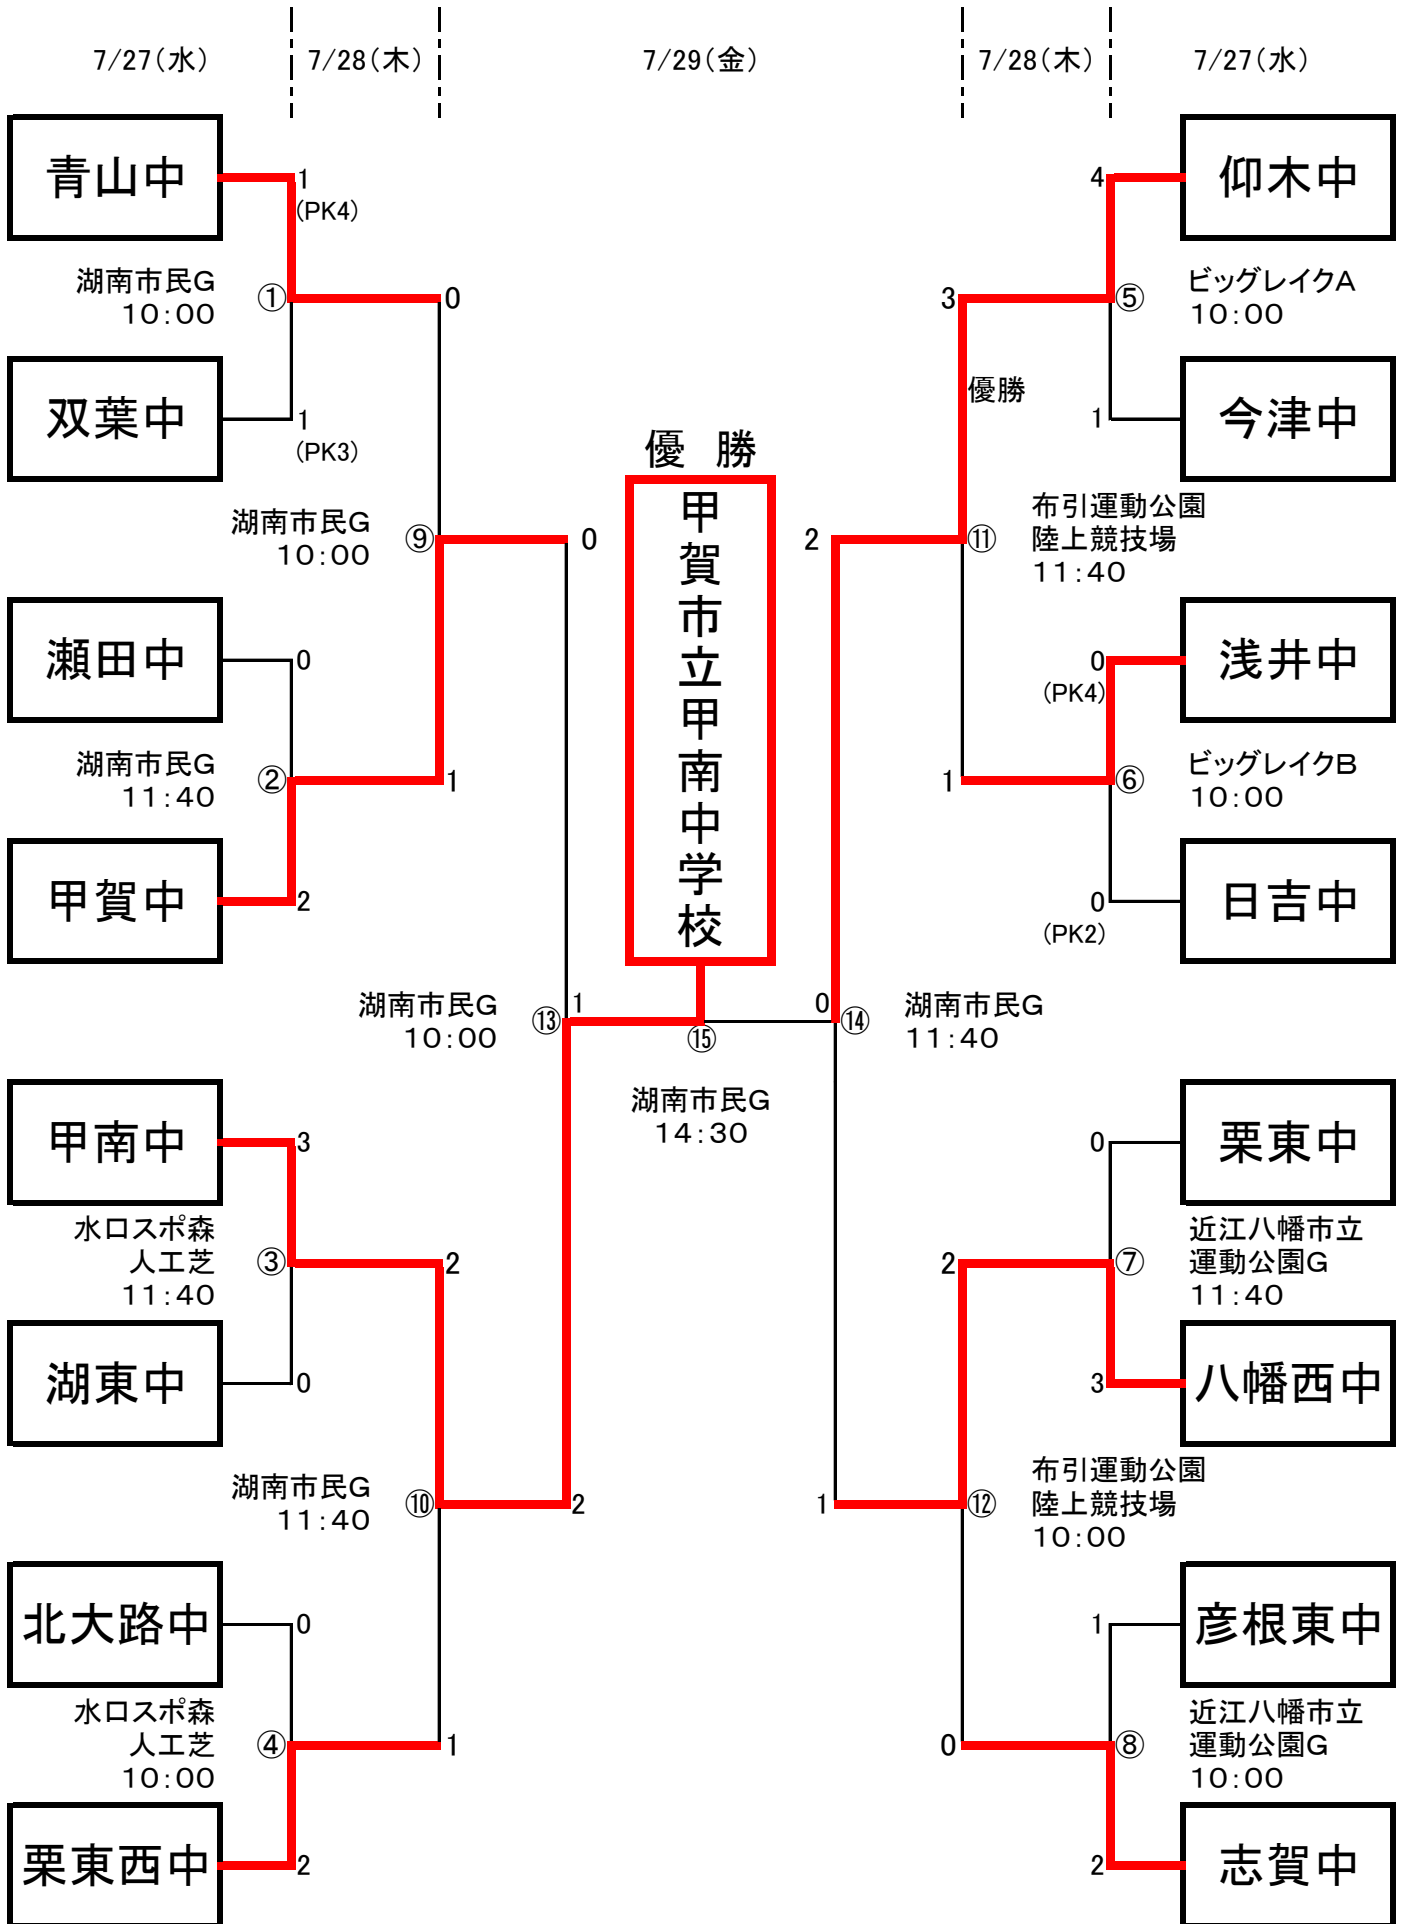 7/27(水)
7/28(木)
7/29(金)
7/28(木)
7/27(水)
青山中
1
(PK4)
湖南市民G
10:00
①
0
双葉中
1
(PK3)
湖南市民G
10:00
⑨
0
瀬田中
0
湖南市民G
11:40
②
1
甲賀中
2
湖南市民G
10:00
⑬
1
甲南中
3
水口スポ森
人工芝
11:40
③
2
湖東中
0
湖南市民G
11:40
⑩
2
北大路中
0
水口スポ森
人工芝
10:00
④
1
栗東西中
2
優 勝
甲賀市立甲南中学校
⑮
湖南市民G
14:30
4
仰木中
3
⑤
ビッグレイクA
10:00
優勝
1
今津中
2
⑪
布引運動公園
陸上競技場
11:40
0
(PK4)
浅井中
1
⑥
ビッグレイクB
10:00
0
(PK2)
日吉中
0
⑭
湖南市民G
11:40
0
栗東中
2
⑦
近江八幡市立
運動公園G
11:40
3
八幡西中
1
⑫
布引運動公園
陸上競技場
10:00
1
彦根東中
0
⑧
近江八幡市立
運動公園G
10:00
2
志賀中